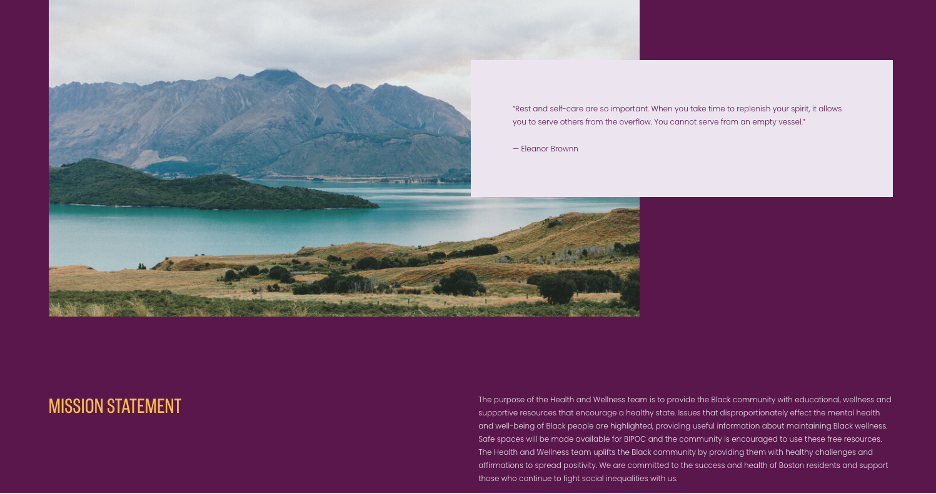 “Rest and self-care are so important. When you take time to replenish your spirit, it allows
you to serve others from the overflow. You cannot serve from an empty vessel.”
— Eleanor Brownn
MISSION STATEMENT
The purpose of the Health and Wellness team is to provide the Black community with educational, wellness and
supportive resources that encourage a healthy state. Issues that disproportionately effect the mental health
and well-being of Black people are highlighted, providing useful information about maintaining Black wellness.
Safe spaces will be made available for BIPOC and the community is encouraged to use these free resources.
The Health and Wellness team uplifts the Black community by providing them with healthy challenges and
affirmations to spread positivity. We are committed to the success and health of Boston residents and support
those who continue to fight social inequalities with us.